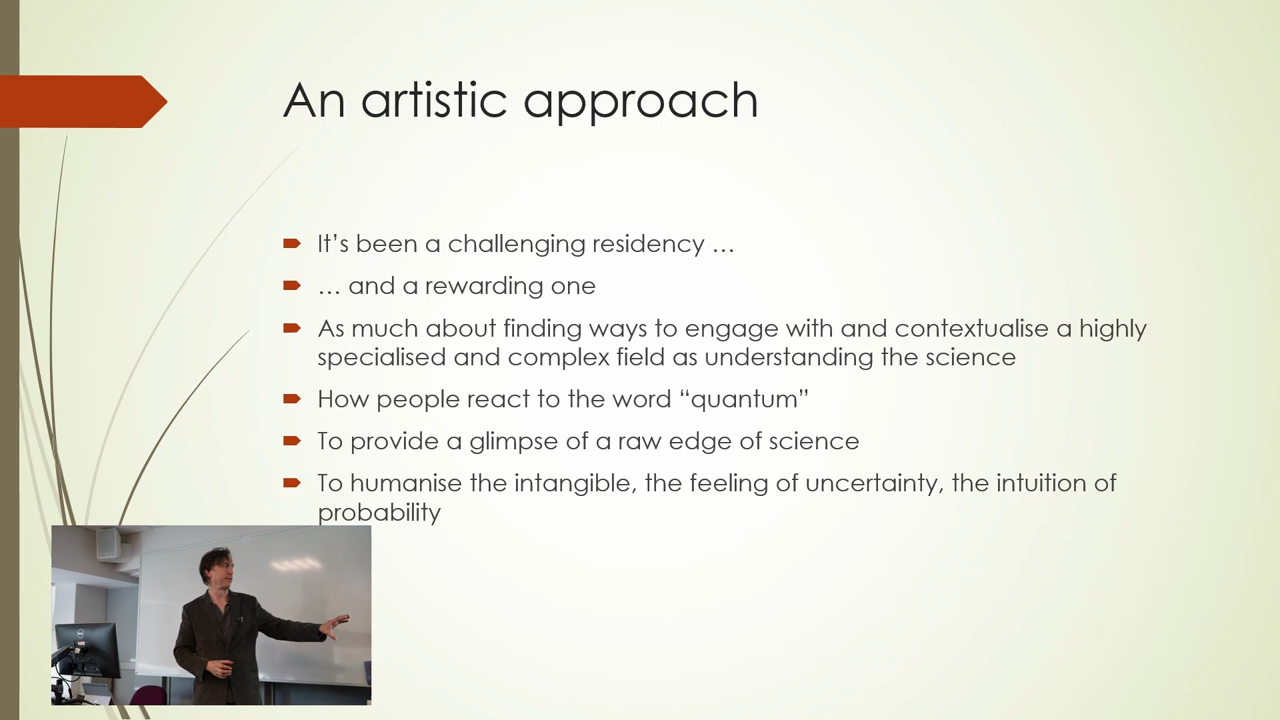 An artistic approach
It’s been a challenging residency …
… and a rewarding one
As much about finding ways to engage with and contextualise a highly
specialised and complex field as understanding the science
How people react to the word “quantum”
To provide a glimpse of a raw edge of science
To humanise the intangible, the feeling of uncertainty, the intuition of
probability